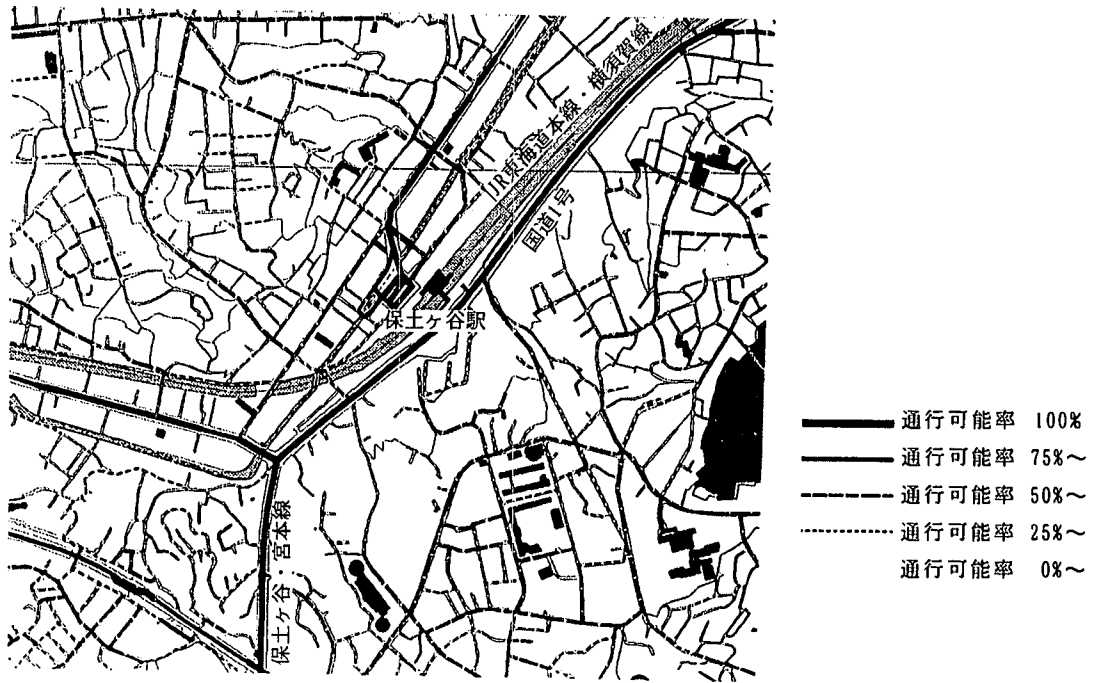 JR東海道本線・横須賀線
国道1号
保土ヶ谷駅
保土ヶ谷・宮本線
通行可能率 100%
通行可能率 75%～
通行可能率 50%～
通行可能率 25%～
通行可能率 0%～